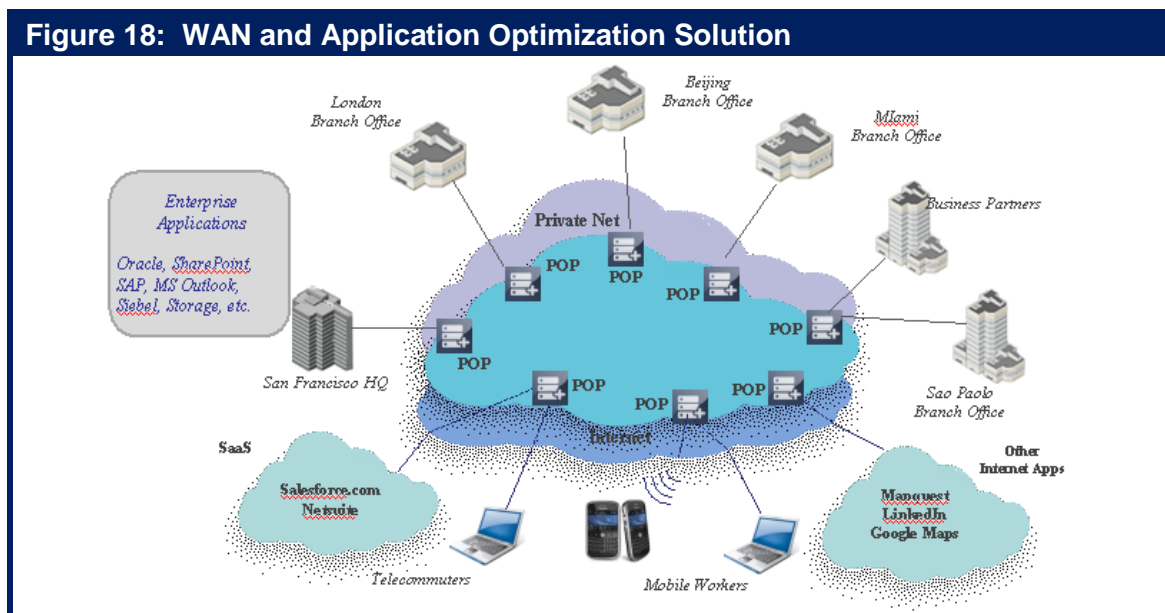 Figure 18:  WAN and Application Optimization Solution
London
Branch Office
Beijing
Branch Office
MIami
Branch Office
Enterprise
Applications
Oracle, SharePoint,
SAP, MS Outlook,
Siebel, Storage, etc.
Private Net
Business Partners
POP
POP
POP
POP
POP
POP
POP
POP
San Francisco HQ
Sao Paolo
Branch Office
Internet
SaaS
Salesforce.com
Netsuite
Other
Internet Apps
Mapquest
LinkedIn
Google Maps
Telecommuters
Mobile Workers